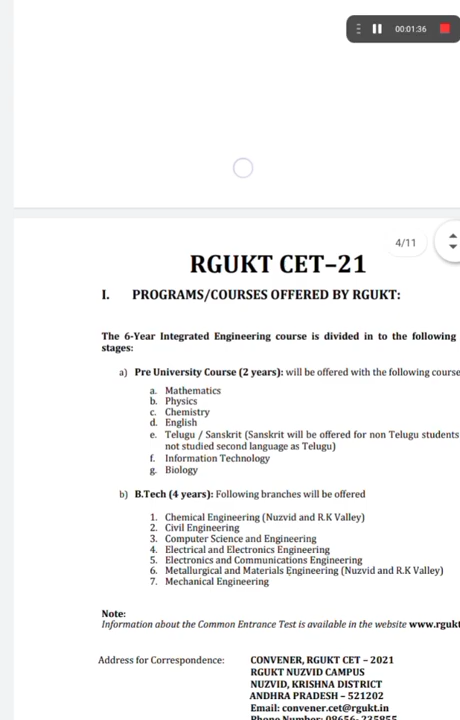 00:01:36
4/11
RGUKT CET–21
I. PROGRAMS/COURSES OFFERED BY RGUKT:
The 6-Year Integrated Engineering course is divided in to the following
stages:
a) Pre University Course (2 years): will be offered with the following course
a. Mathematics
b. Physics
c. Chemistry
d. English
e. Telugu / Sanskrit (Sanskrit will be offered for non Telugu students
not studied second language as Telugu)
f. Information Technology
g. Biology
b) B.Tech (4 years): Following branches will be offered
1. Chemical Engineering (Nuzvid and R.K Valley)
2. Civil Engineering
3. Computer Science and Engineering
4. Electrical and Electronics Engineering
5. Electronics and Communications Engineering
6. Metallurgical and Materials Engineering (Nuzvid and R.K Valley)
7. Mechanical Engineering
Note:
Information about the Common Entrance Test is available in the website www.rgukt
Address for Correspondence: CONVENER, RGUKT CET – 2021
RGUKT NUZVID CAMPUS
NUZVID, KRISHNA DISTRICT
ANDHRA PRADESH – 521202
Email: convener.cet@rgukt.in
Phone Number: 08656-235855